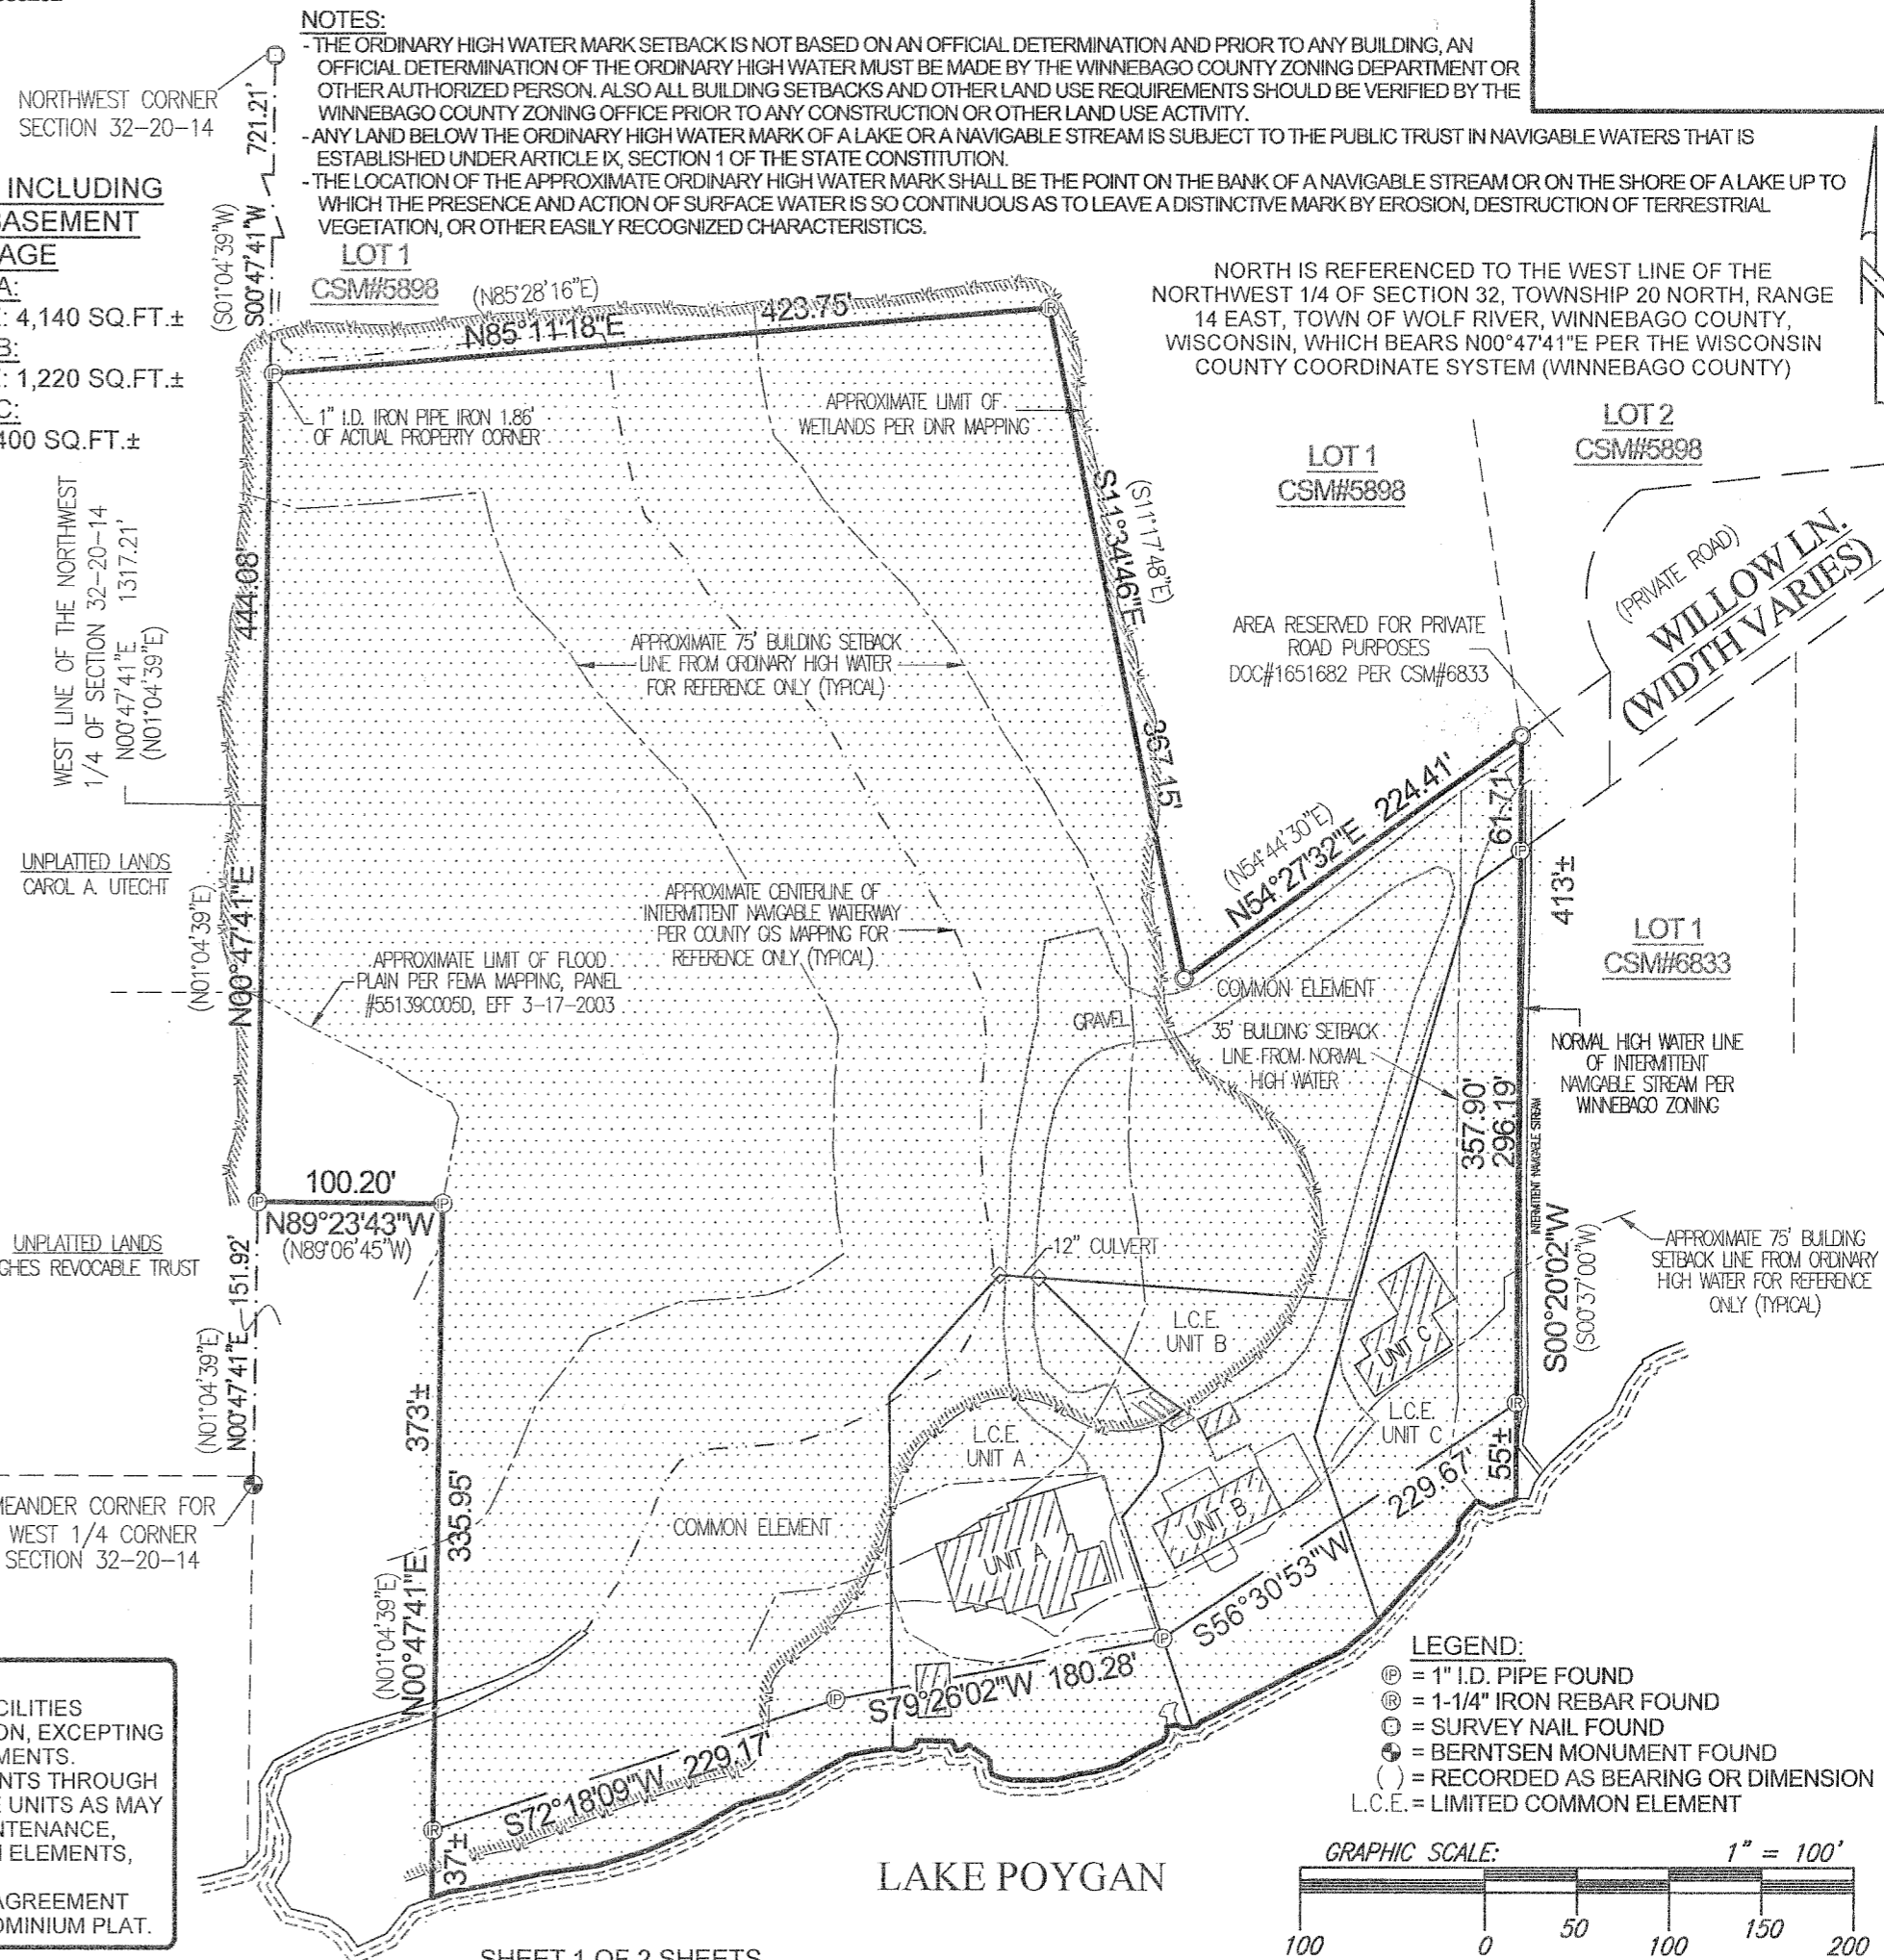 NOTES:
- THE ORDINARY HIGH WATER MARK SETBACK IS NOT BASED ON AN OFFICIAL DETERMINATION AND PRIOR TO ANY BUILDING, AN
OFFICIAL DETERMINATION OF THE ORDINARY HIGH WATER MUST BE MADE BY THE WINNEBAGO COUNTY ZONING DEPARTMENT OR
OTHER AUTHORIZED PERSON. ALSO ALL BUILDING SETBACKS AND OTHER LAND USE REQUIREMENTS SHOULD BE VERIFIED BY THE
WINNEBAGO COUNTY ZONING OFFICE PRIOR TO ANY CONSTRUCTION OR OTHER LAND USE ACTIVITY.
- ANY LAND BELOW THE ORDINARY HIGH WATER MARK OF A LAKE OR A NAVIGABLE STREAM IS SUBJECT TO THE PUBLIC TRUST IN NAVIGABLE WATERS THAT IS
ESTABLISHED UNDER ARTICLE IX, SECTION 1 OF THE STATE CONSTITUTION.
- THE LOCATION OF THE APPROXIMATE ORDINARY HIGH WATER MARK SHALL BE THE POINT ON THE BANK OF A NAVIGABLE STREAM OR ON THE SHORE OF A LAKE UP TO
WHICH THE PRESENCE AND ACTION OF SURFACE WATER IS SO CONTINUOUS AS TO LEAVE A DISTINCTIVE MARK BY EROSION, DESTRUCTION OF TERRESTRIAL
VEGETATION, OR OTHER EASILY RECOGNIZED CHARACTERISTICS.
NORTHWEST CORNER
SECTION 32-20-14
721.21'
S00°47'41"W
(S01°04'39"W)
INCLUDING
BASEMENT
AGE
A:
: 4,140 SQ.FT.±
B:
: 1,220 SQ.FT.±
C:
400 SQ.FT.±
LOT 1
CSM#5898
(N85°28'16"E)
N85°11'18"E
423.75'
NORTH IS REFERENCED TO THE WEST LINE OF THE
NORTHWEST 1/4 OF SECTION 32, TOWNSHIP 20 NORTH, RANGE
14 EAST, TOWN OF WOLF RIVER, WINNEBAGO COUNTY,
WISCONSIN, WHICH BEARS N00°47'41"E PER THE WISCONSIN
COUNTY COORDINATE SYSTEM (WINNEBAGO COUNTY)
1" I.D. IRON PIPE IRON 1.86'
OF ACTUAL PROPERTY CORNER
APPROXIMATE LIMIT OF
WETLANDS PER DNR MAPPING
LOT 1
CSM#5898
LOT 2
CSM#5898
WEST LINE OF THE NORTHWEST
1/4 OF SECTION 32-20-14
N00°47'41"E 1317.21'
(N01°04'39"E)
444.08'
S11°34'46"E
(S11°17'48"E)
367.15'
(PRIVATE ROAD)
WILLOW LN.
(WIDTH VARIES)
APPROXIMATE 75' BUILDING SETBACK
LINE FROM ORDINARY HIGH WATER
FOR REFERENCE ONLY (TYPICAL)
AREA RESERVED FOR PRIVATE
ROAD PURPOSES
DOC#1651682 PER CSM#6833
(N54°44'30"E)
N54°27'32"E 224.41'
61.71'
413'±
UNPLATTED LANDS
CAROL A. UTECHT
N00°47'41"E
(N01°04'39"E)
APPROXIMATE CENTERLINE OF
INTERMITTENT NAVIGABLE WATERWAY
PER COUNTY GIS MAPPING FOR
REFERENCE ONLY (TYPICAL)
APPROXIMATE LIMIT OF FLOOD
PLAIN PER FEMA MAPPING, PANEL
#55139C005D, EFF 3-17-2003
LOT 1
CSM#6833
COMMON ELEMENT
GRAVEL
35' BUILDING SETBACK
LINE FROM NORMAL
HIGH WATER
NORMAL HIGH WATER LINE
OF INTERMITTENT
NAVIGABLE STREAM PER
WINNEBAGO ZONING
357.90'
296.19'
INTERMITTENT NAVIGABLE STREAM
S00°20'02"W
(S00°37'00"W)
100.20'
N89°23'43"W
(N89°06'45"W)
UNPLATTED LANDS
GHES REVOCABLE TRUST
151.92'
N00°47'41"E
(N01°04'39"E)
12" CULVERT
APPROXIMATE 75' BUILDING
SETBACK LINE FROM ORDINARY
HIGH WATER FOR REFERENCE
ONLY (TYPICAL)
L.C.E.
UNIT B
UNIT C
L.C.E.
UNIT C
L.C.E.
UNIT A
373'±
335.95'
N00°47'41"E
(N01°04'39"E)
MEANDER CORNER FOR
WEST 1/4 CORNER
SECTION 32-20-14
COMMON ELEMENT
UNIT A
UNIT B
229.67'
S56°30'53"W
55'±
S79°26'02"W 180.28'
S72°18'09"W 229.17'
37'±
CILITIES
ON, EXCEPTING
MENTS.
NTS THROUGH
E UNITS AS MAY
NTENANCE,
N ELEMENTS,
AGREEMENT
OMINIUM PLAT.
LEGEND:
IP = 1" I.D. PIPE FOUND
IR = 1-1/4" IRON REBAR FOUND
= SURVEY NAIL FOUND
= BERNTSEN MONUMENT FOUND
( ) = RECORDED AS BEARING OR DIMENSION
L.C.E. = LIMITED COMMON ELEMENT
LAKE POYGAN
GRAPHIC SCALE: 1" = 100'
100 0 50 100 150 200
SHEET 1 OF 2 SHEETS